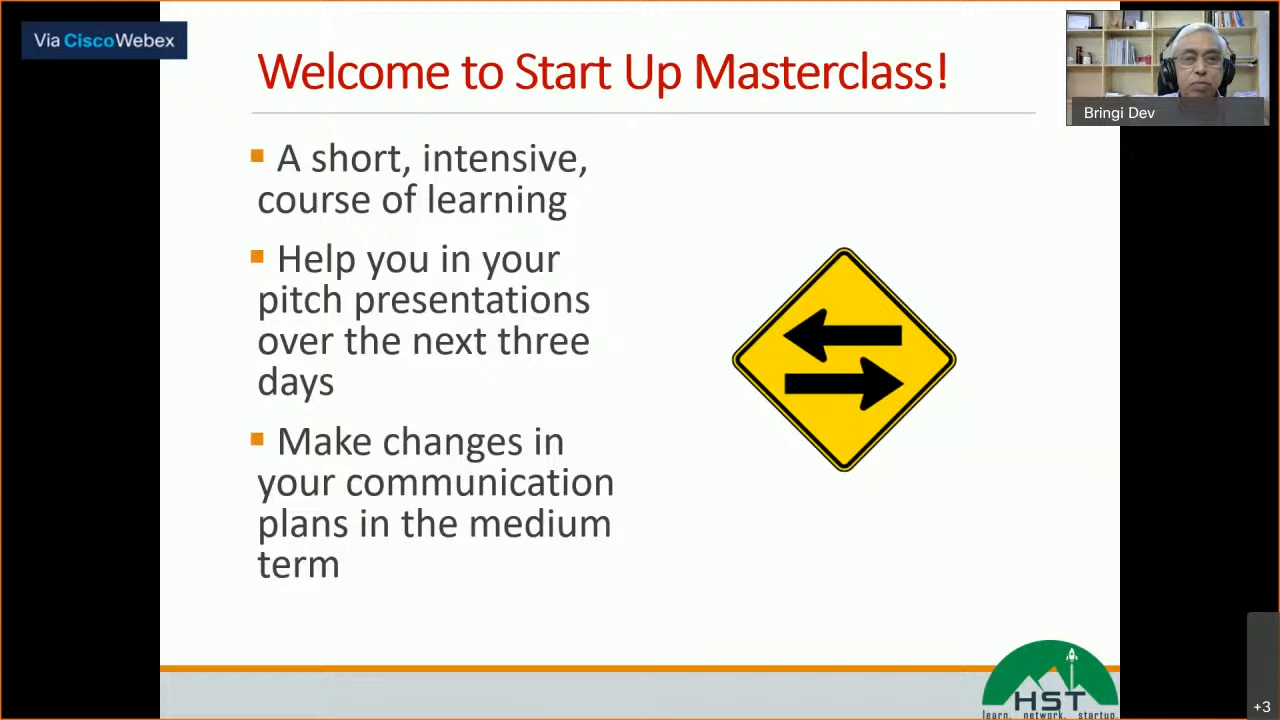 Via CiscoWebex
Welcome to Start Up Masterclass!
Bringi Dev
A short, intensive,
course of learning
Help you in your
pitch presentations
over the next three
days
Make changes in
your communication
plans in the medium
term
HST
learn. network. startup.
+3